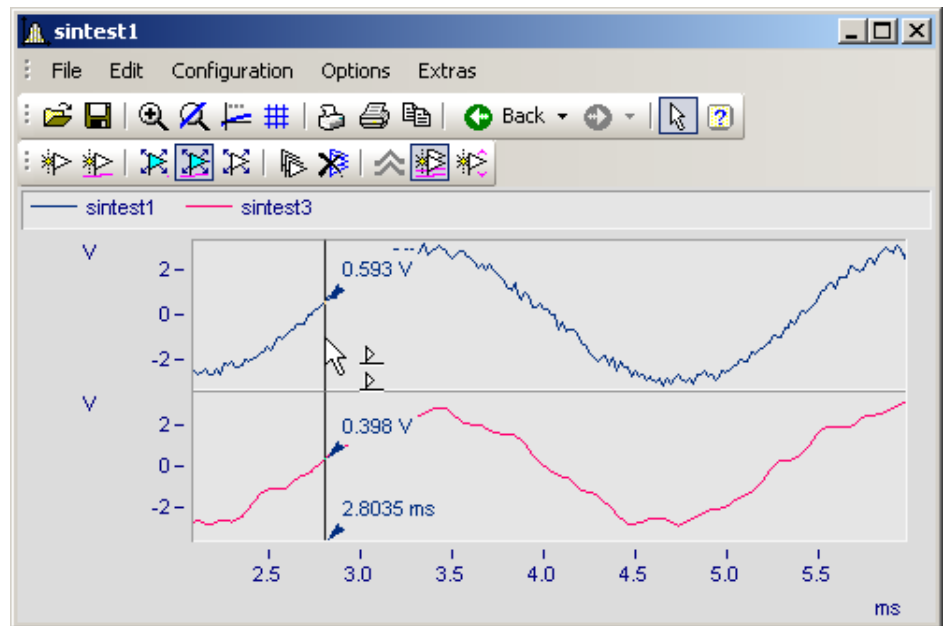 sintest1
File Edit Configuration Options Extras
Back
sintest1 sintest3
V
2
0.593 V
0
-2
V
2
0.398 V
0
-2
2.8035 ms
2.5 3.0 3.5 4.0 4.5 5.0 5.5
ms